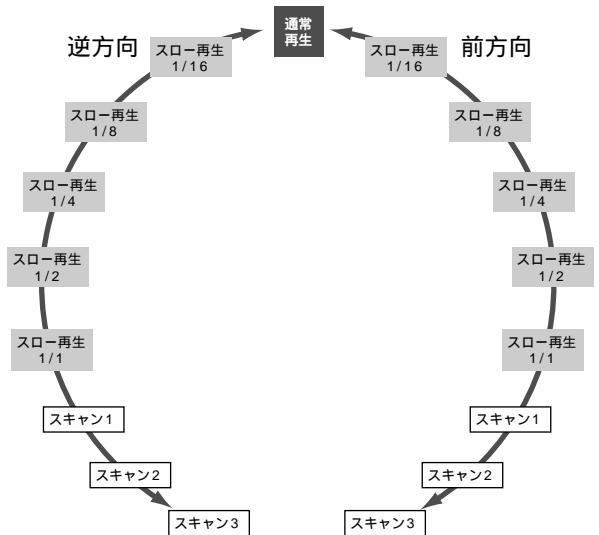 通常
再生
逆方向
前方向
スロー再生
1/16
スロー再生
1/16
スロー再生
1/8
スロー再生
1/8
スロー再生
1/4
スロー再生
1/4
スロー再生
1/2
スロー再生
1/2
スロー再生
1/1
スロー再生
1/1
スキャン1
スキャン1
スキャン2
スキャン2
スキャン3
スキャン3